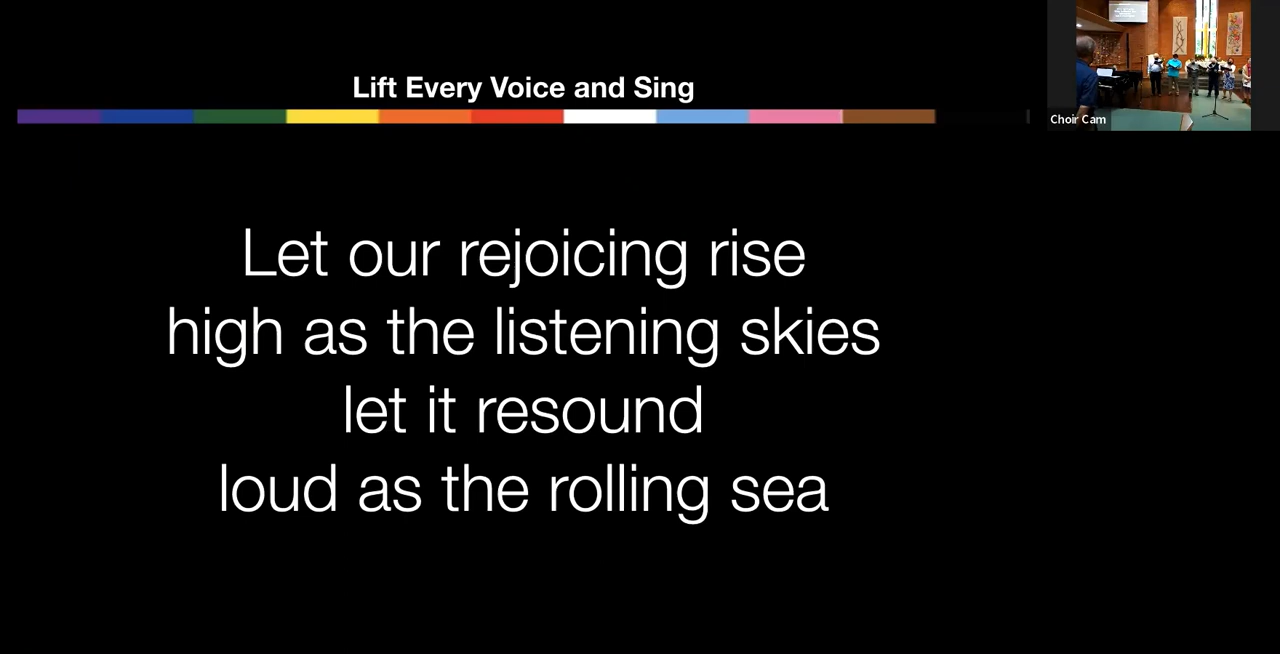 Lift Every Voice and Sing
Choir Cam
Let our rejoicing rise
high as the listening skies
let it resound
loud as the rolling sea